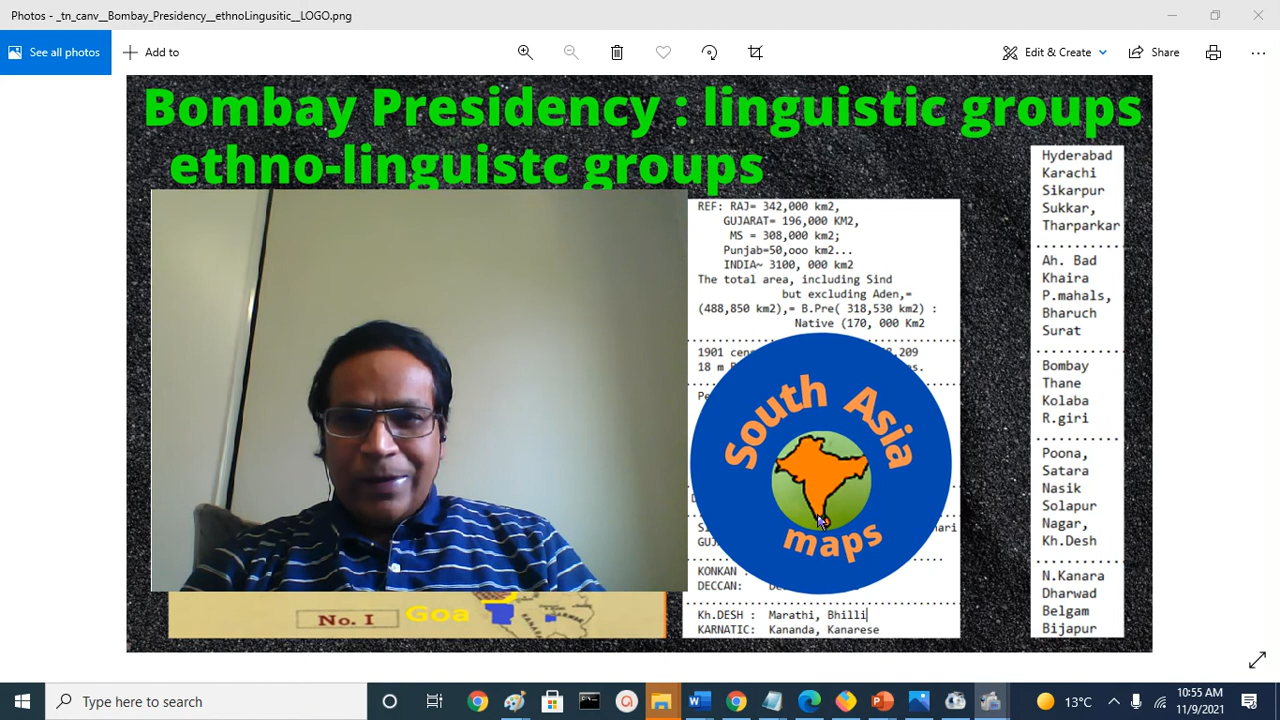 Photos - _tn_canv__Bombay_Presidency__ethnoLingusitic__LOGO.png
See all photos
Add to
Edit & Create
Share
Bombay Presidency : linguistic groups
ethno-linguistc groups
REF: RAJ= 342,000 km2,
GUJARAT= 196,000 KM2,
MS = 308,000 km2;
Punjab=50,ooo km2...
INDIA~ 3100, 000 km2
The total area, including Sind
but excluding Aden,=
(488,850 km2),= B.Pre( 318,530 km2) :
Native (170, 000 Km2
1901
209
18 m
South Asia
maps
KONKAN :
DECCAN:
Kh.DESH : Marathi, Bhilli
KARNATIC: Kananda, Kanarese
No. I Goa
Hyderabad
Karachi
Sikarpur
Sukkar,
Tharparkar
Ah. Bad
Khaira
P.mahals,
Bharuch
Surat
Bombay
Thane
Kolaba
R.giri
Poona,
Satara
Nasik
Solapur
Nagar,
Kh.Desh
N.Kanara
Dharwad
Belgam
Bijapur
Type here to search
13°C
10:55 AM
11/9/2021